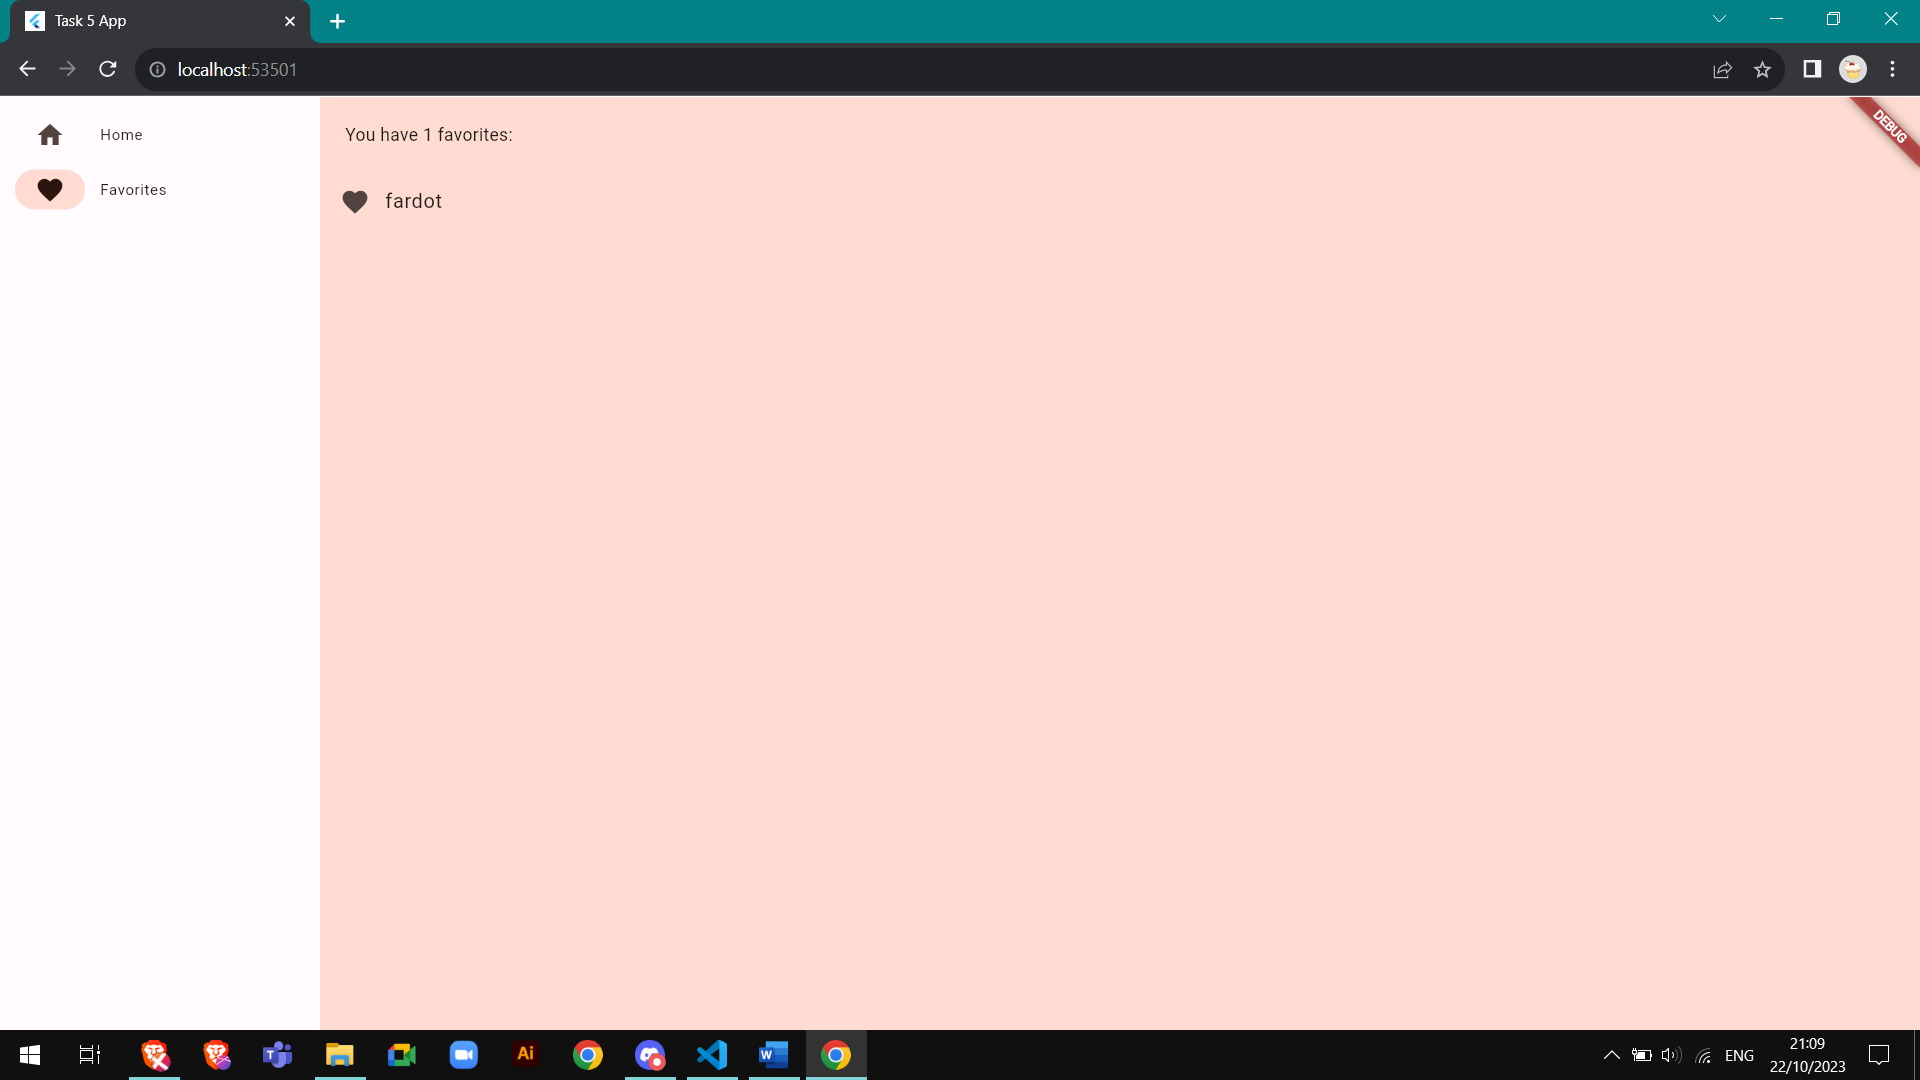 Task 5 App
localhost:53501
Home
Favorites
You have 1 favorites:
fardot
DEBUG
T
Ai
W
ENG
21:09
22/10/2023